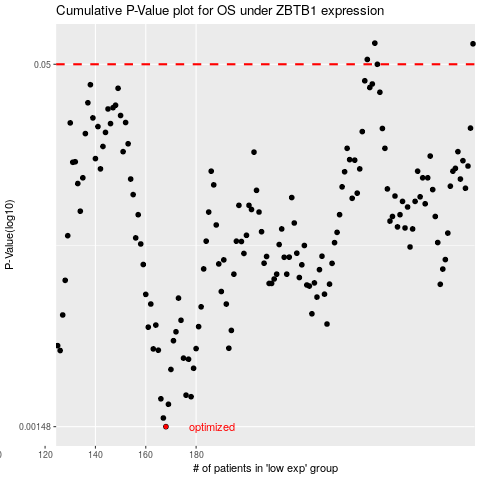 Cumulative P-Value plot for OS under ZBTB1 expression
0.05
P-Value(log10)
0.00148
optimized
0 120 140 160 180
# of patients in 'low exp' group